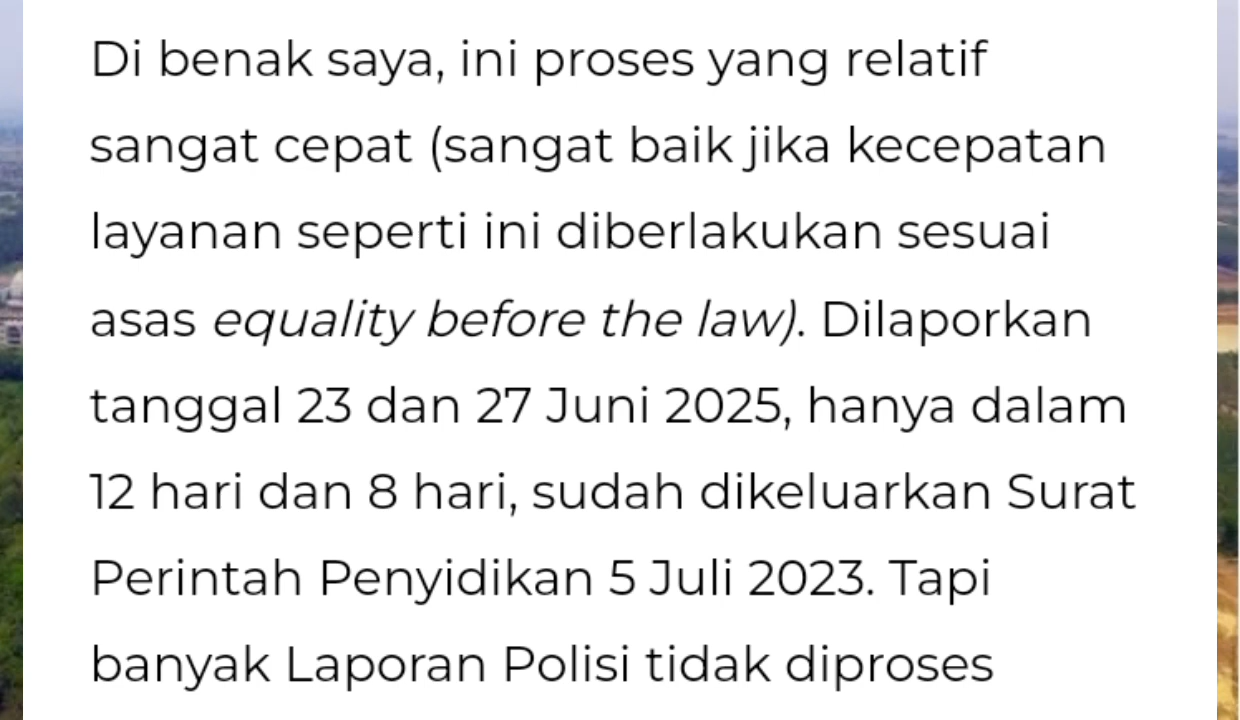 Di benak saya, ini proses yang relatif
sangat cepat (sangat baik jika kecepatan
layanan seperti ini diberlakukan sesuai
asas equality before the law). Dilaporkan
tanggal 23 dan 27 Juni 2025, hanya dalam
12 hari dan 8 hari, sudah dikeluarkan Surat
Perintah Penyidikan 5 Juli 2023. Tapi
banyak Laporan Polisi tidak diproses